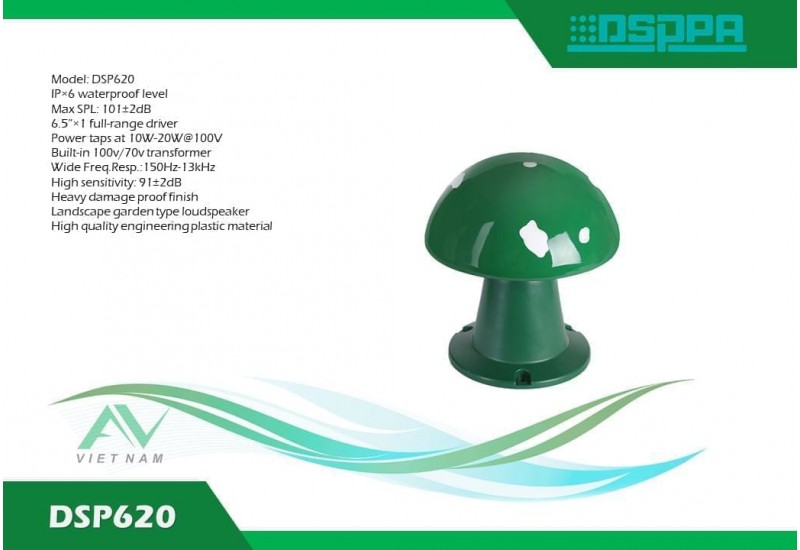 DSPPA
Model: DSP620
IP×6 waterproof level
Max SPL: 101±2dB
6.5"×1 full-range driver
Power taps at 10W-20W@100V
Built-in 100v/70v transformer
Wide Freq.Resp.:150Hz-13kHz
High sensitivity: 91±2dB
Heavy damage proof finish
Landscape garden type loudspeaker
High quality engineering plastic material
AV
VIETNAM
DSP620